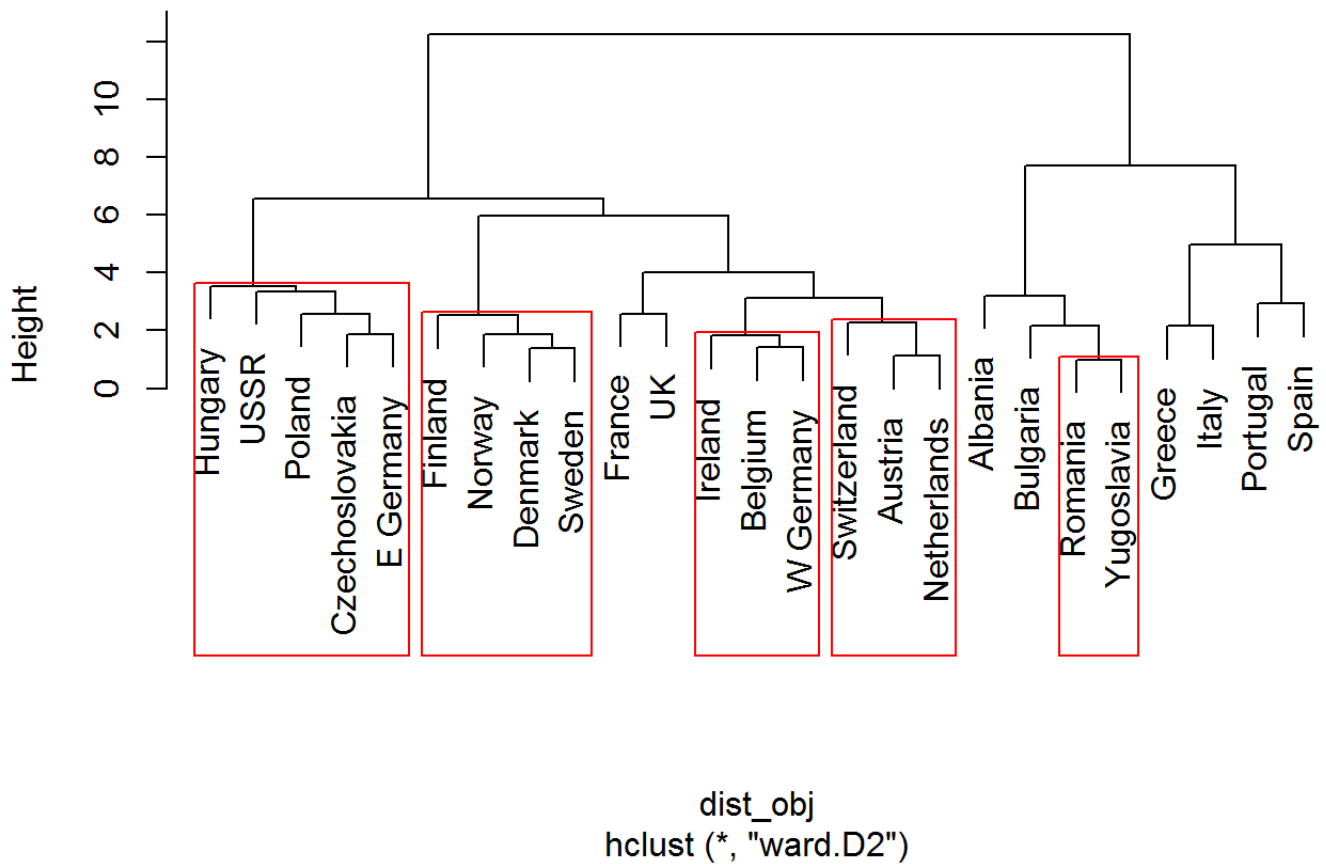 10
8
6
4
2
0
Height
Hungary
USSR
Poland
Czechoslovakia
E Germany
Finland
Norway
Denmark
Sweden
France
UK
Ireland
Belgium
W Germany
Switzerland
Austria
Netherlands
Albania
Bulgaria
Romania
Yugoslavia
Greece
Italy
Portugal
Spain
dist_obj
hclust (*, "ward.D2")